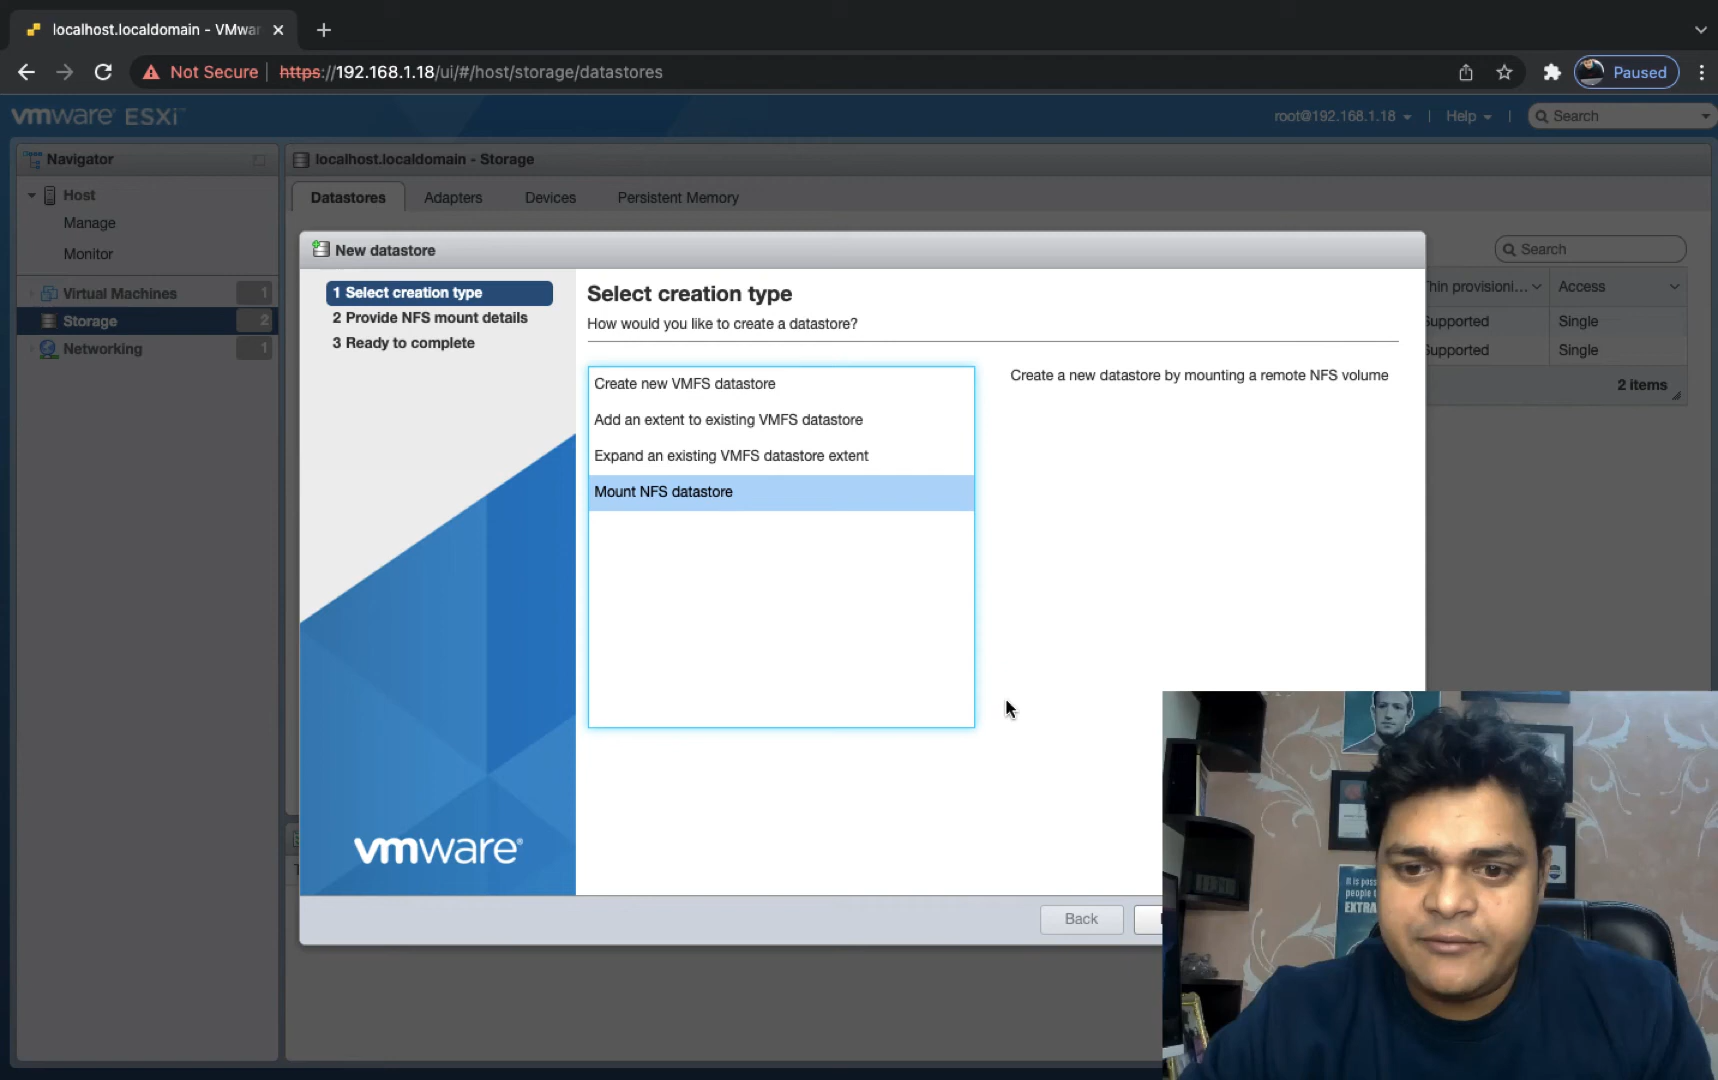 localhost.localdomain - VMwar
Not Secure
https://192.168.1.18/ui/#/host/storage/datastores
Paused
vmware ESXi™
root@192.168.1.18
Help
Search
Navigator
localhost.localdomain - Storage
Host
Manage
Monitor
Virtual Machines 1
Storage 2
Networking 1
Datastores
Adapters
Devices
Persistent Memory
Search
Access
Supported Single
Supported Single
2 items
New datastore
1 Select creation type
2 Provide NFS mount details
3 Ready to complete
Select creation type
How would you like to create a datastore?
Create new VMFS datastore
Add an extent to existing VMFS datastore
Expand an existing VMFS datastore extent
Mount NFS datastore
Create a new datastore by mounting a remote NFS volume
vmware®
Back
EXTRA